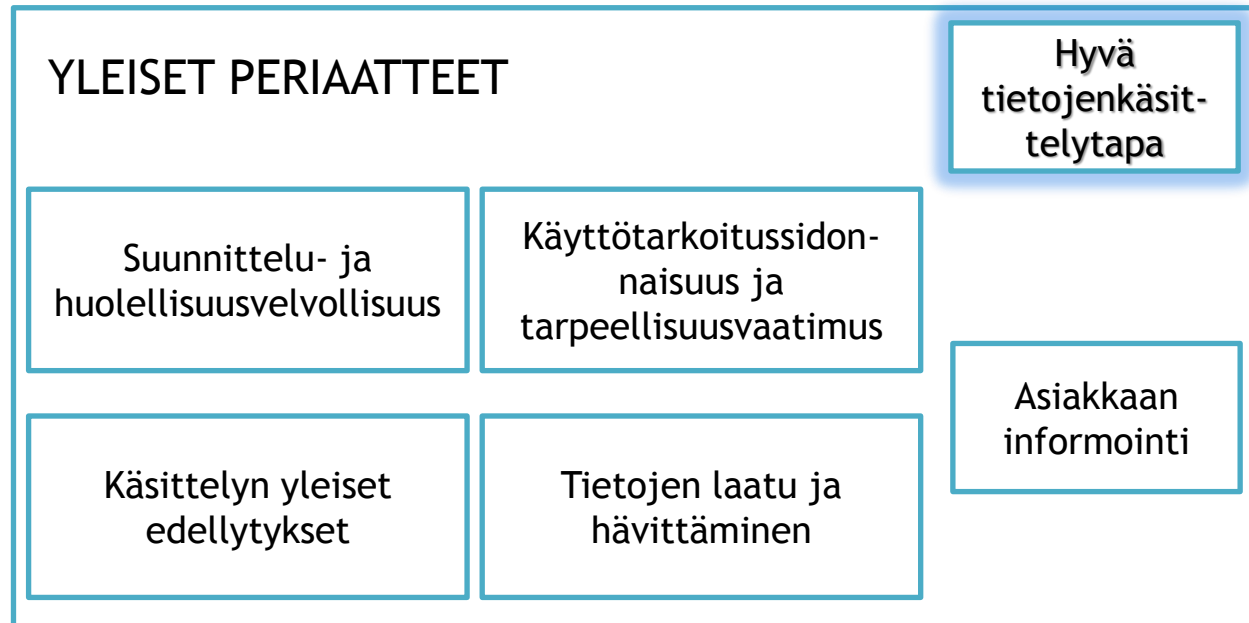 YLEISET PERIAATTEET
Hyvä
tietojenkäsit-
telytapa
Suunnittelu- ja
huolellisuusvelvollisuus
Käyttötarkoitussidon-
naisuus ja
tarpeellisuusvaatimus
Asiakkaan
informointi
Käsittelyn yleiset
edellytykset
Tietojen laatu ja
hävittäminen